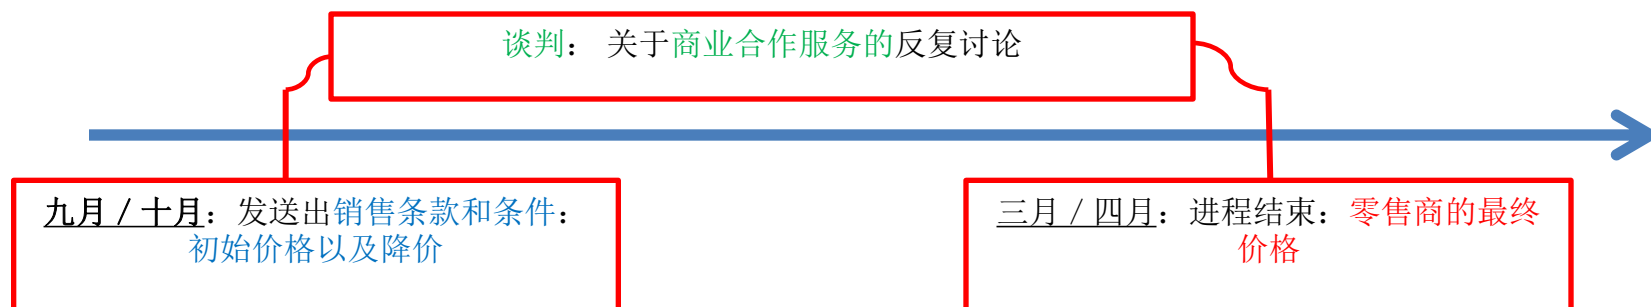 谈判： 关于商业合作服务的反复讨论
九月／十月：发送出销售条款和条件：
初始价格以及降价
三月／四月：进程结束：零售商的最终
价格